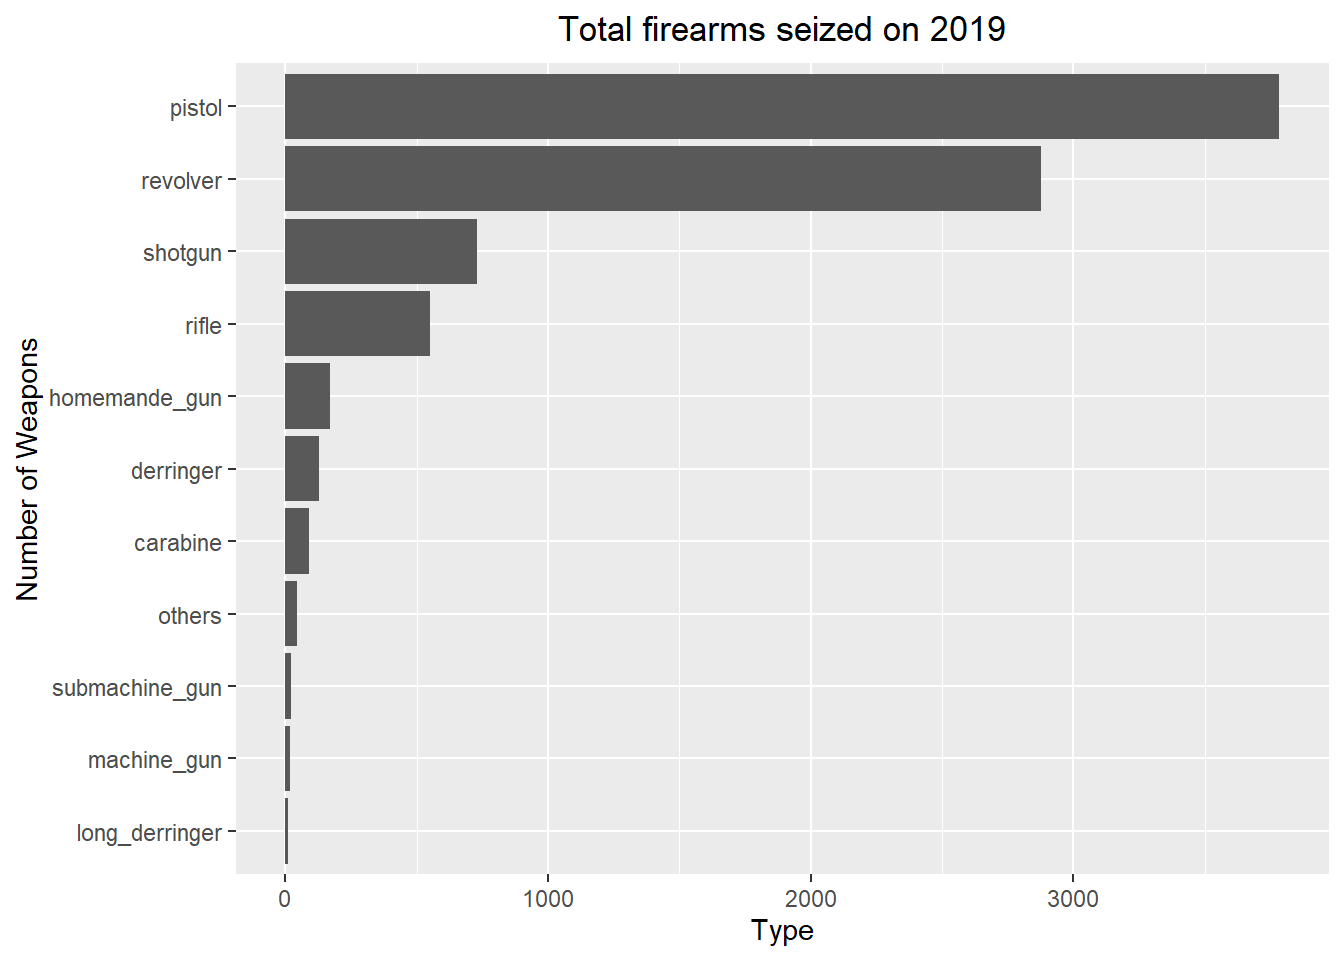 Total firearms seized on 2019
Number of Weapons
pistol
revolver
shotgun
rifle
homemande_gun
derringer
carabine
others
submachine_gun
machine_gun
long_derringer
0 1000 2000 3000
Type